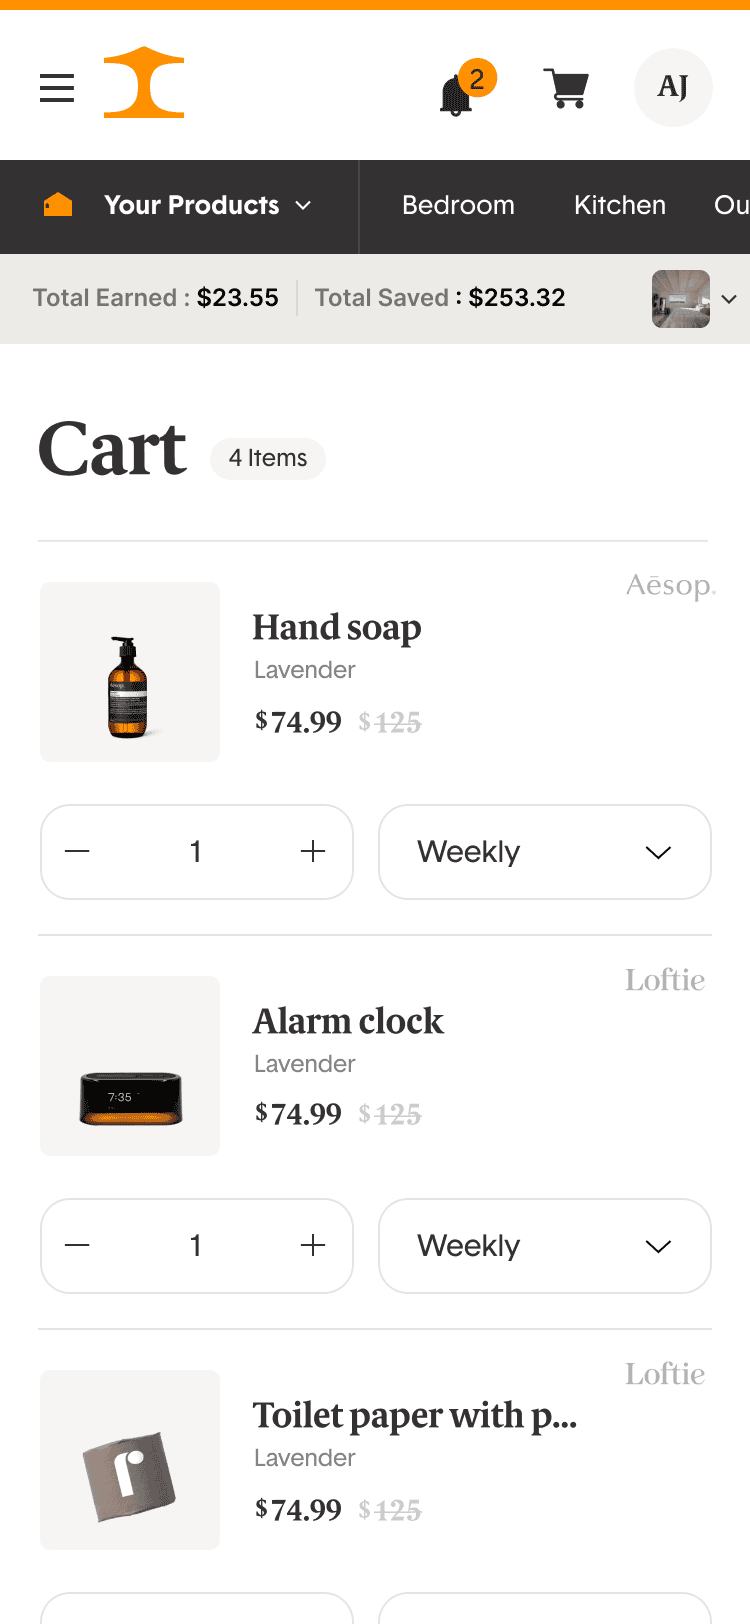 2
AJ
Your Products
Bedroom
Kitchen
Ou
Total Earned : $23.55
Total Saved : $253.32
Cart
4 Items
Aēsop.
Hand soap
Lavender
$74.99 $125
Aēsop.
1
Weekly
Loftie
Alarm clock
Lavender
7:35
$74.99 $125
1
Weekly
Loftie
Toilet paper with p...
Lavender
r
$74.99 $125